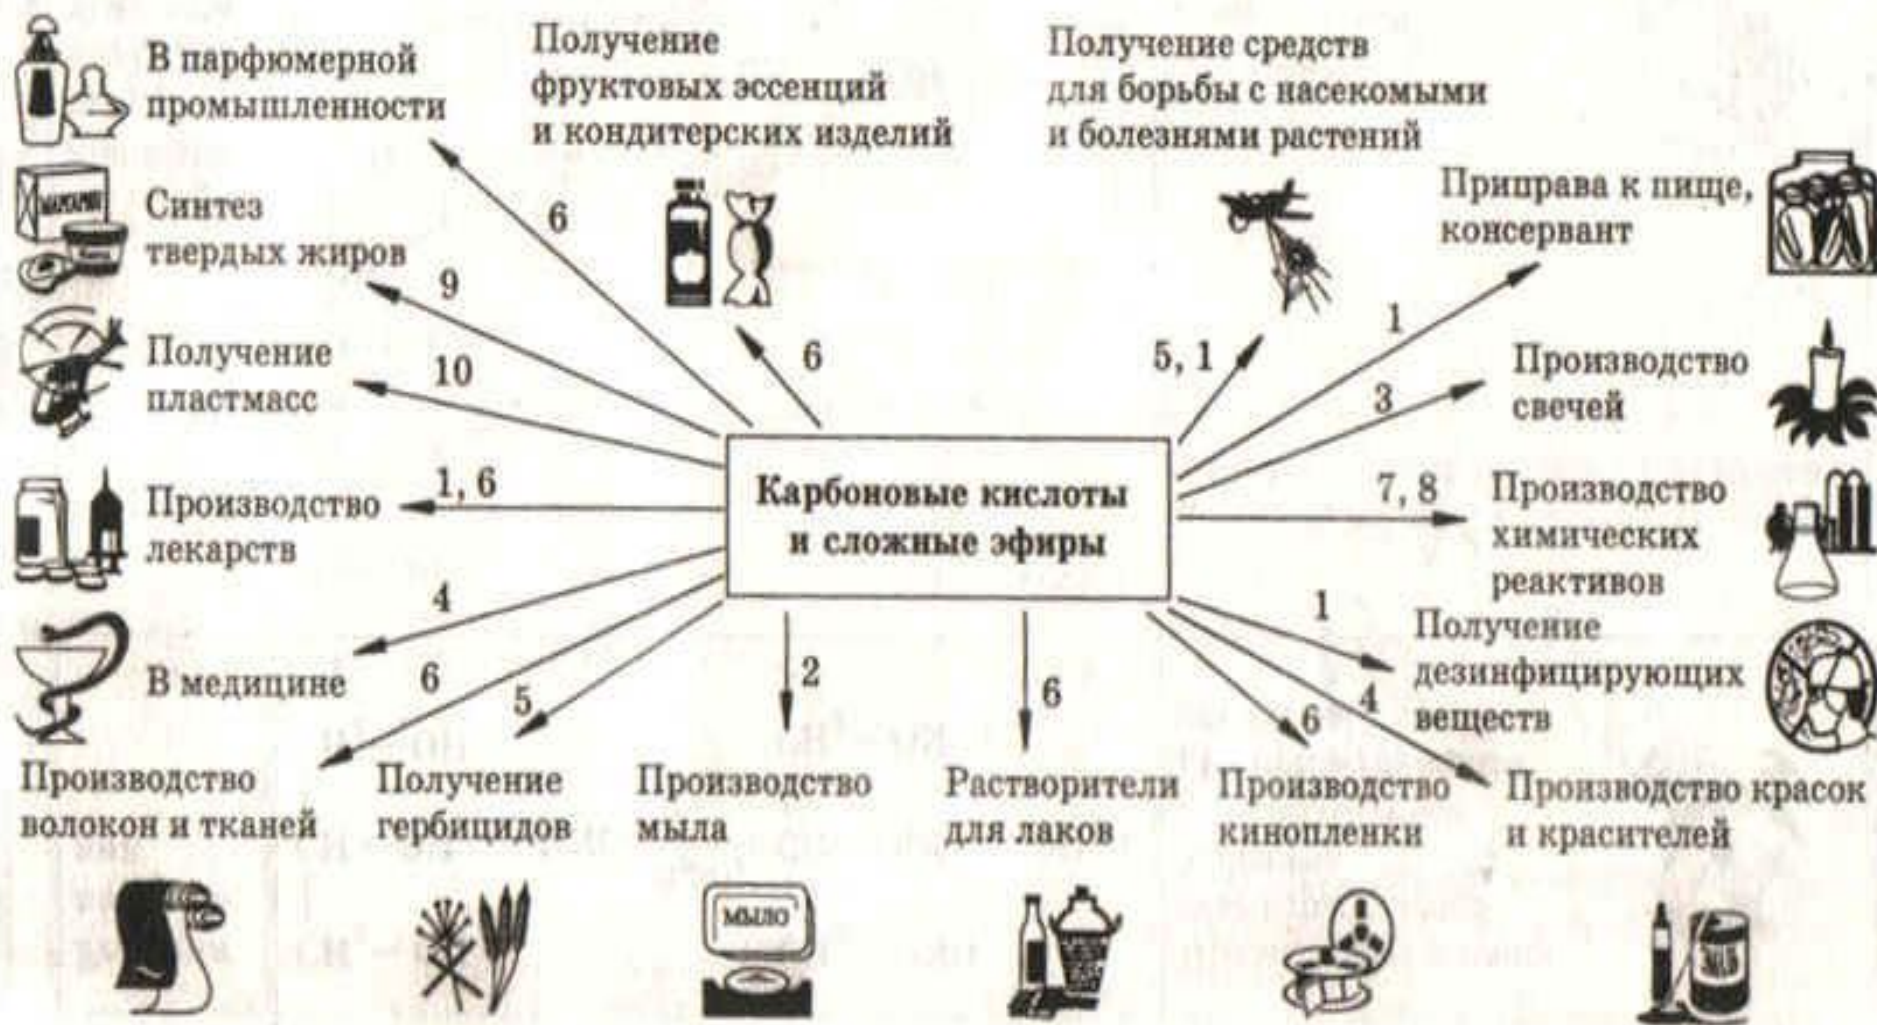 В парфюмерной
промышленности
Получение
фруктовых эссенций
и кондитерских изделий
Получение средств
для борьбы с насекомыми
и болезнями растений
Приправа к пище,
консервант
Синтез
твердых жиров
Получение
пластмасс
Производство
свечей
Производство
лекарств
Карбоновые кислоты
и сложные эфиры
Производство
химических
реактивов
В медицине
Получение
дезинфицирующих
веществ
6
9
10
6
5, 1
1
3
1, 6
7, 8
4
6
5
2
6
6
4
1
Производство
волокон и тканей
Получение
гербицидов
Производство
мыла
Растворители
для лаков
Производство
кинопленки
Производство красок
и красителей
МЫЛО